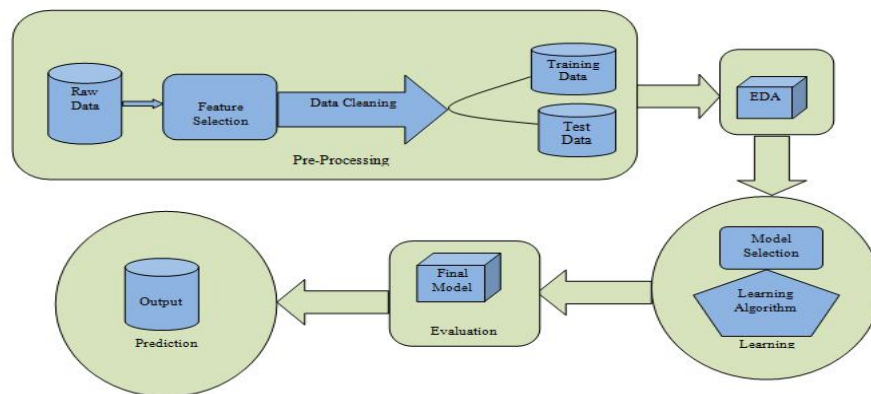 Raw
Data
Feature
Selection
Data Cleaning
Training
Data
Test
Data
Pre-Processing
EDA
Model
Selection
Learning
Algorithm
Learning
Final
Model
Evaluation
Output
Prediction